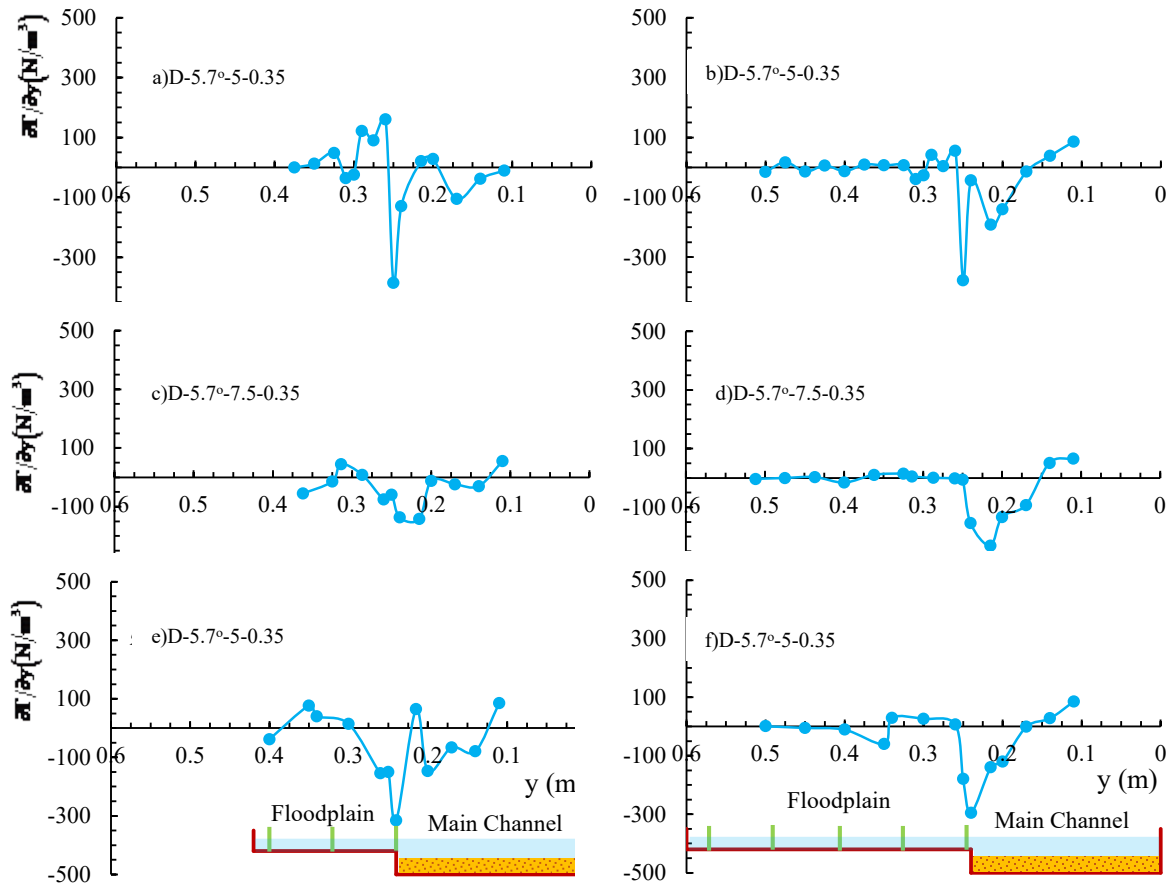 500
300
100
-100
-300
a)D-5.7º-5-0.35
0.6 0.5 0.4 0.3 0.2 0.1 0
500
300
100
-100
-300
b)D-5.7º-5-0.35
0.6 0.5 0.4 0.3 0.2 0.1 0
500
300
100
-100
c)D-5.7º-7.5-0.35
0.6 0.5 0.4 0.3 0.2 0.1 0
500
300
100
-100
d)D-5.7º-7.5-0.35
0.6 0.5 0.4 0.3 0.2 0.1 0
500
300
100
-100
-300
-500
e)D-5.7º-5-0.35
0.6 0.5 0.4 0.3 0.2 0.1
y (m
Floodplain
Main Channel
500
300
100
-100
-300
-500
f)D-5.7º-5-0.35
0.6 0.5 0.4 0.3 0.2 0.1 0
y (m)
Floodplain
Main Channel